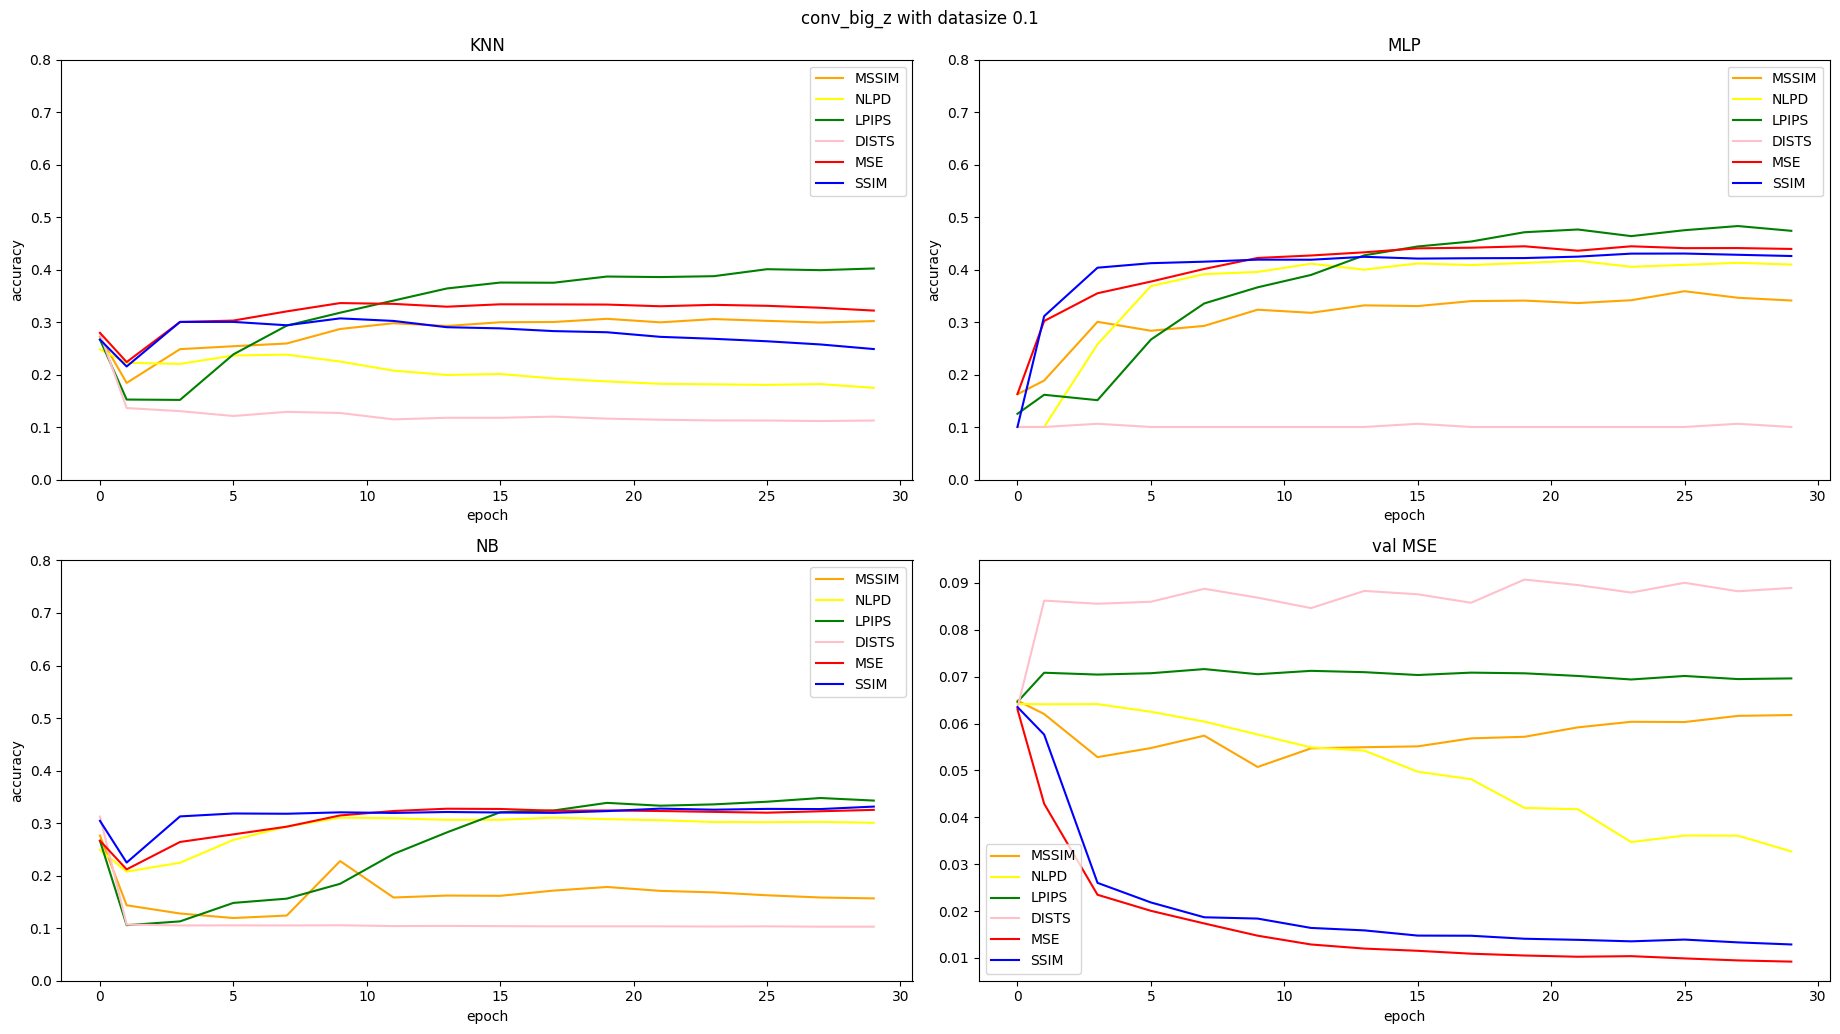 conv_big_z with datasize 0.1
KNN
0.8
0.7
0.6
0.5
0.4
0.3
0.2
0.1
0.0
accuracy
0 5 10 15 20 25 30
epoch
MSSIM
NLPD
LPIPS
DISTS
MSE
SSIM
MLP
0.8
0.7
0.6
0.5
0.4
0.3
0.2
0.1
0.0
accuracy
0 5 10 15 20 25 30
epoch
MSSIM
NLPD
LPIPS
DISTS
MSE
SSIM
NB
0.8
0.7
0.6
0.5
0.4
0.3
0.2
0.1
0.0
accuracy
0 5 10 15 20 25 30
epoch
MSSIM
NLPD
LPIPS
DISTS
MSE
SSIM
val MSE
0.09
0.08
0.07
0.06
0.05
0.04
0.03
0.02
0.01
0 5 10 15 20 25 30
epoch
MSSIM
NLPD
LPIPS
DISTS
MSE
SSIM